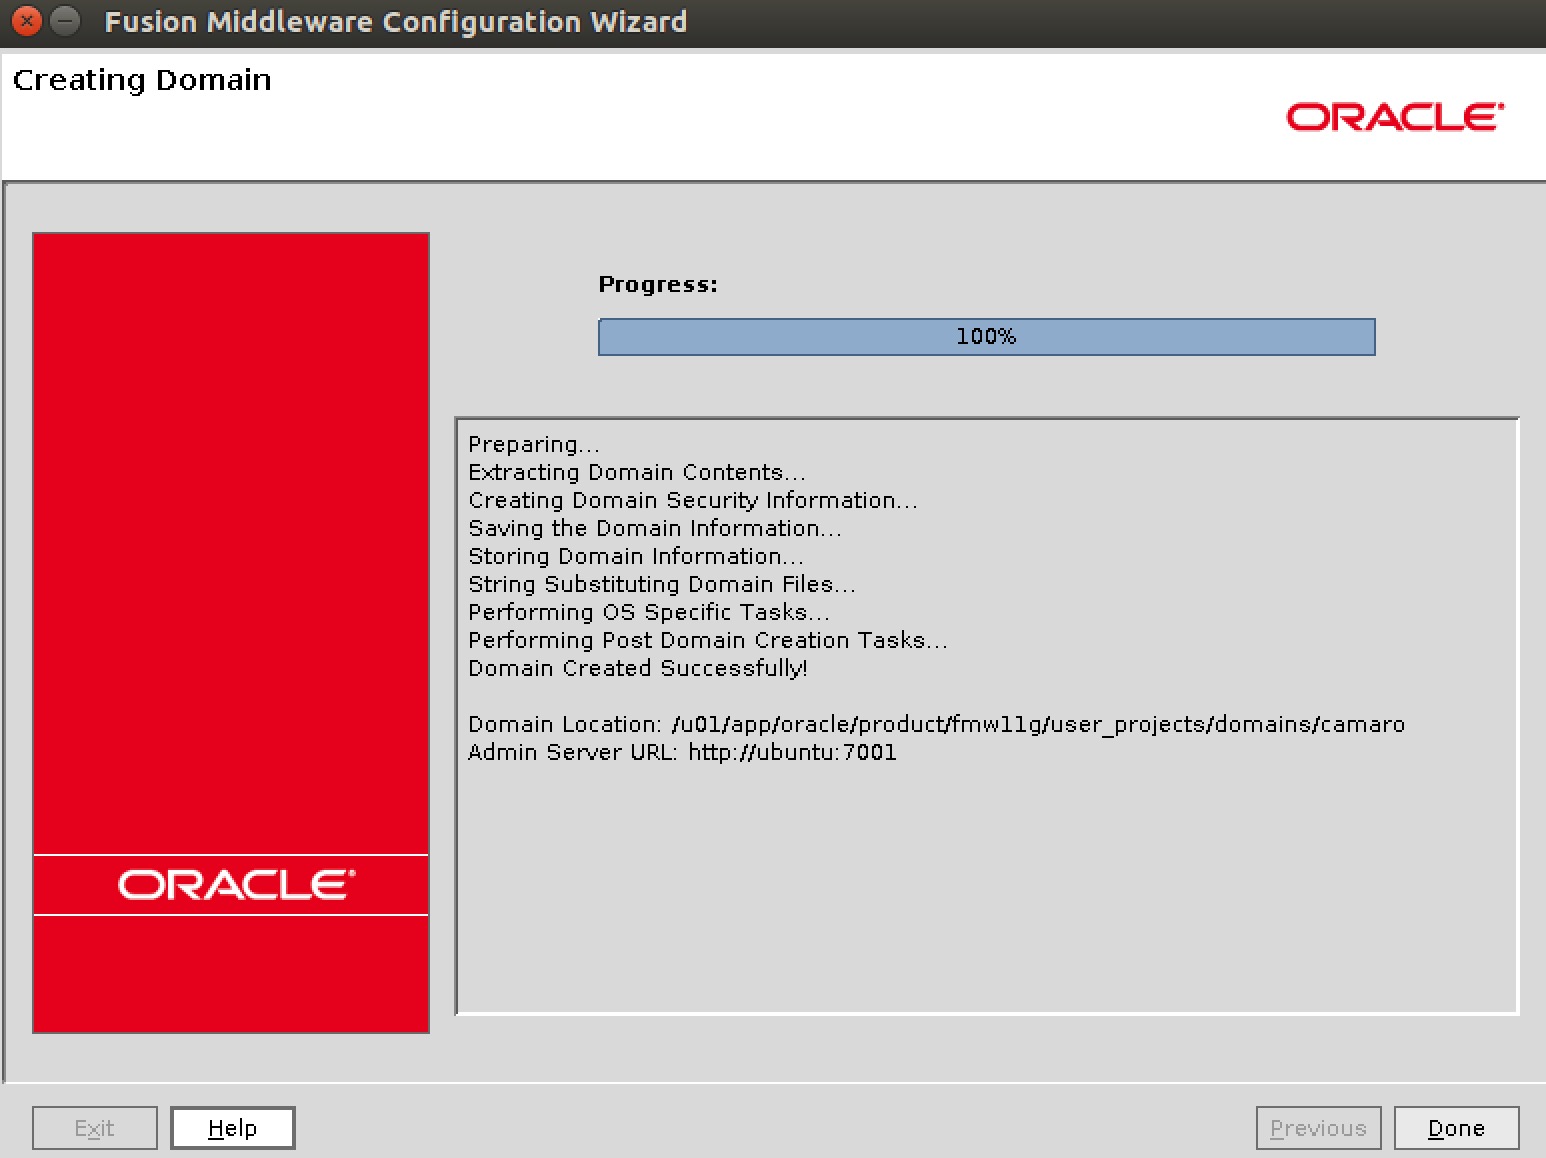 Fusion Middleware Configuration Wizard
Creating Domain
ORACLE
Progress:
100%
Preparing...
Extracting Domain Contents...
Creating Domain Security Information...
Saving the Domain Information...
Storing Domain Information...
String Substituting Domain Files...
Performing OS Specific Tasks...
Performing Post Domain Creation Tasks...
Domain Created Successfully!
Domain Location: /u01/app/oracle/product/fmw11g/user_projects/domains/camaro
Admin Server URL: http://ubuntu:7001
ORACLE
Exit
Help
Previous
Done